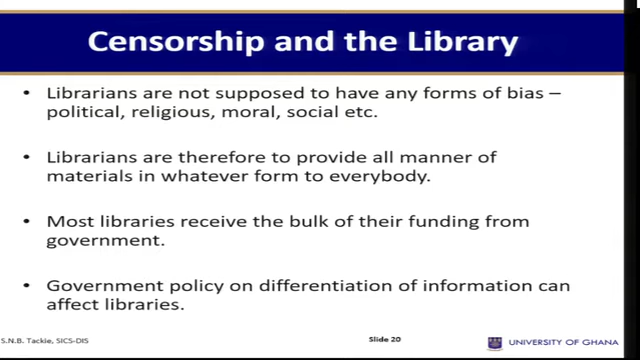 Censorship and the Library
• Librarians are not supposed to have any forms of bias –
political, religious, moral, social etc.
• Librarians are therefore to provide all manner of
materials in whatever form to everybody.
• Most libraries receive the bulk of their funding from
government.
• Government policy on differentiation of information can
affect libraries.
S.N.B. Tackie, SICS-DIS
Slide 20
UNIVERSITY OF GHANA